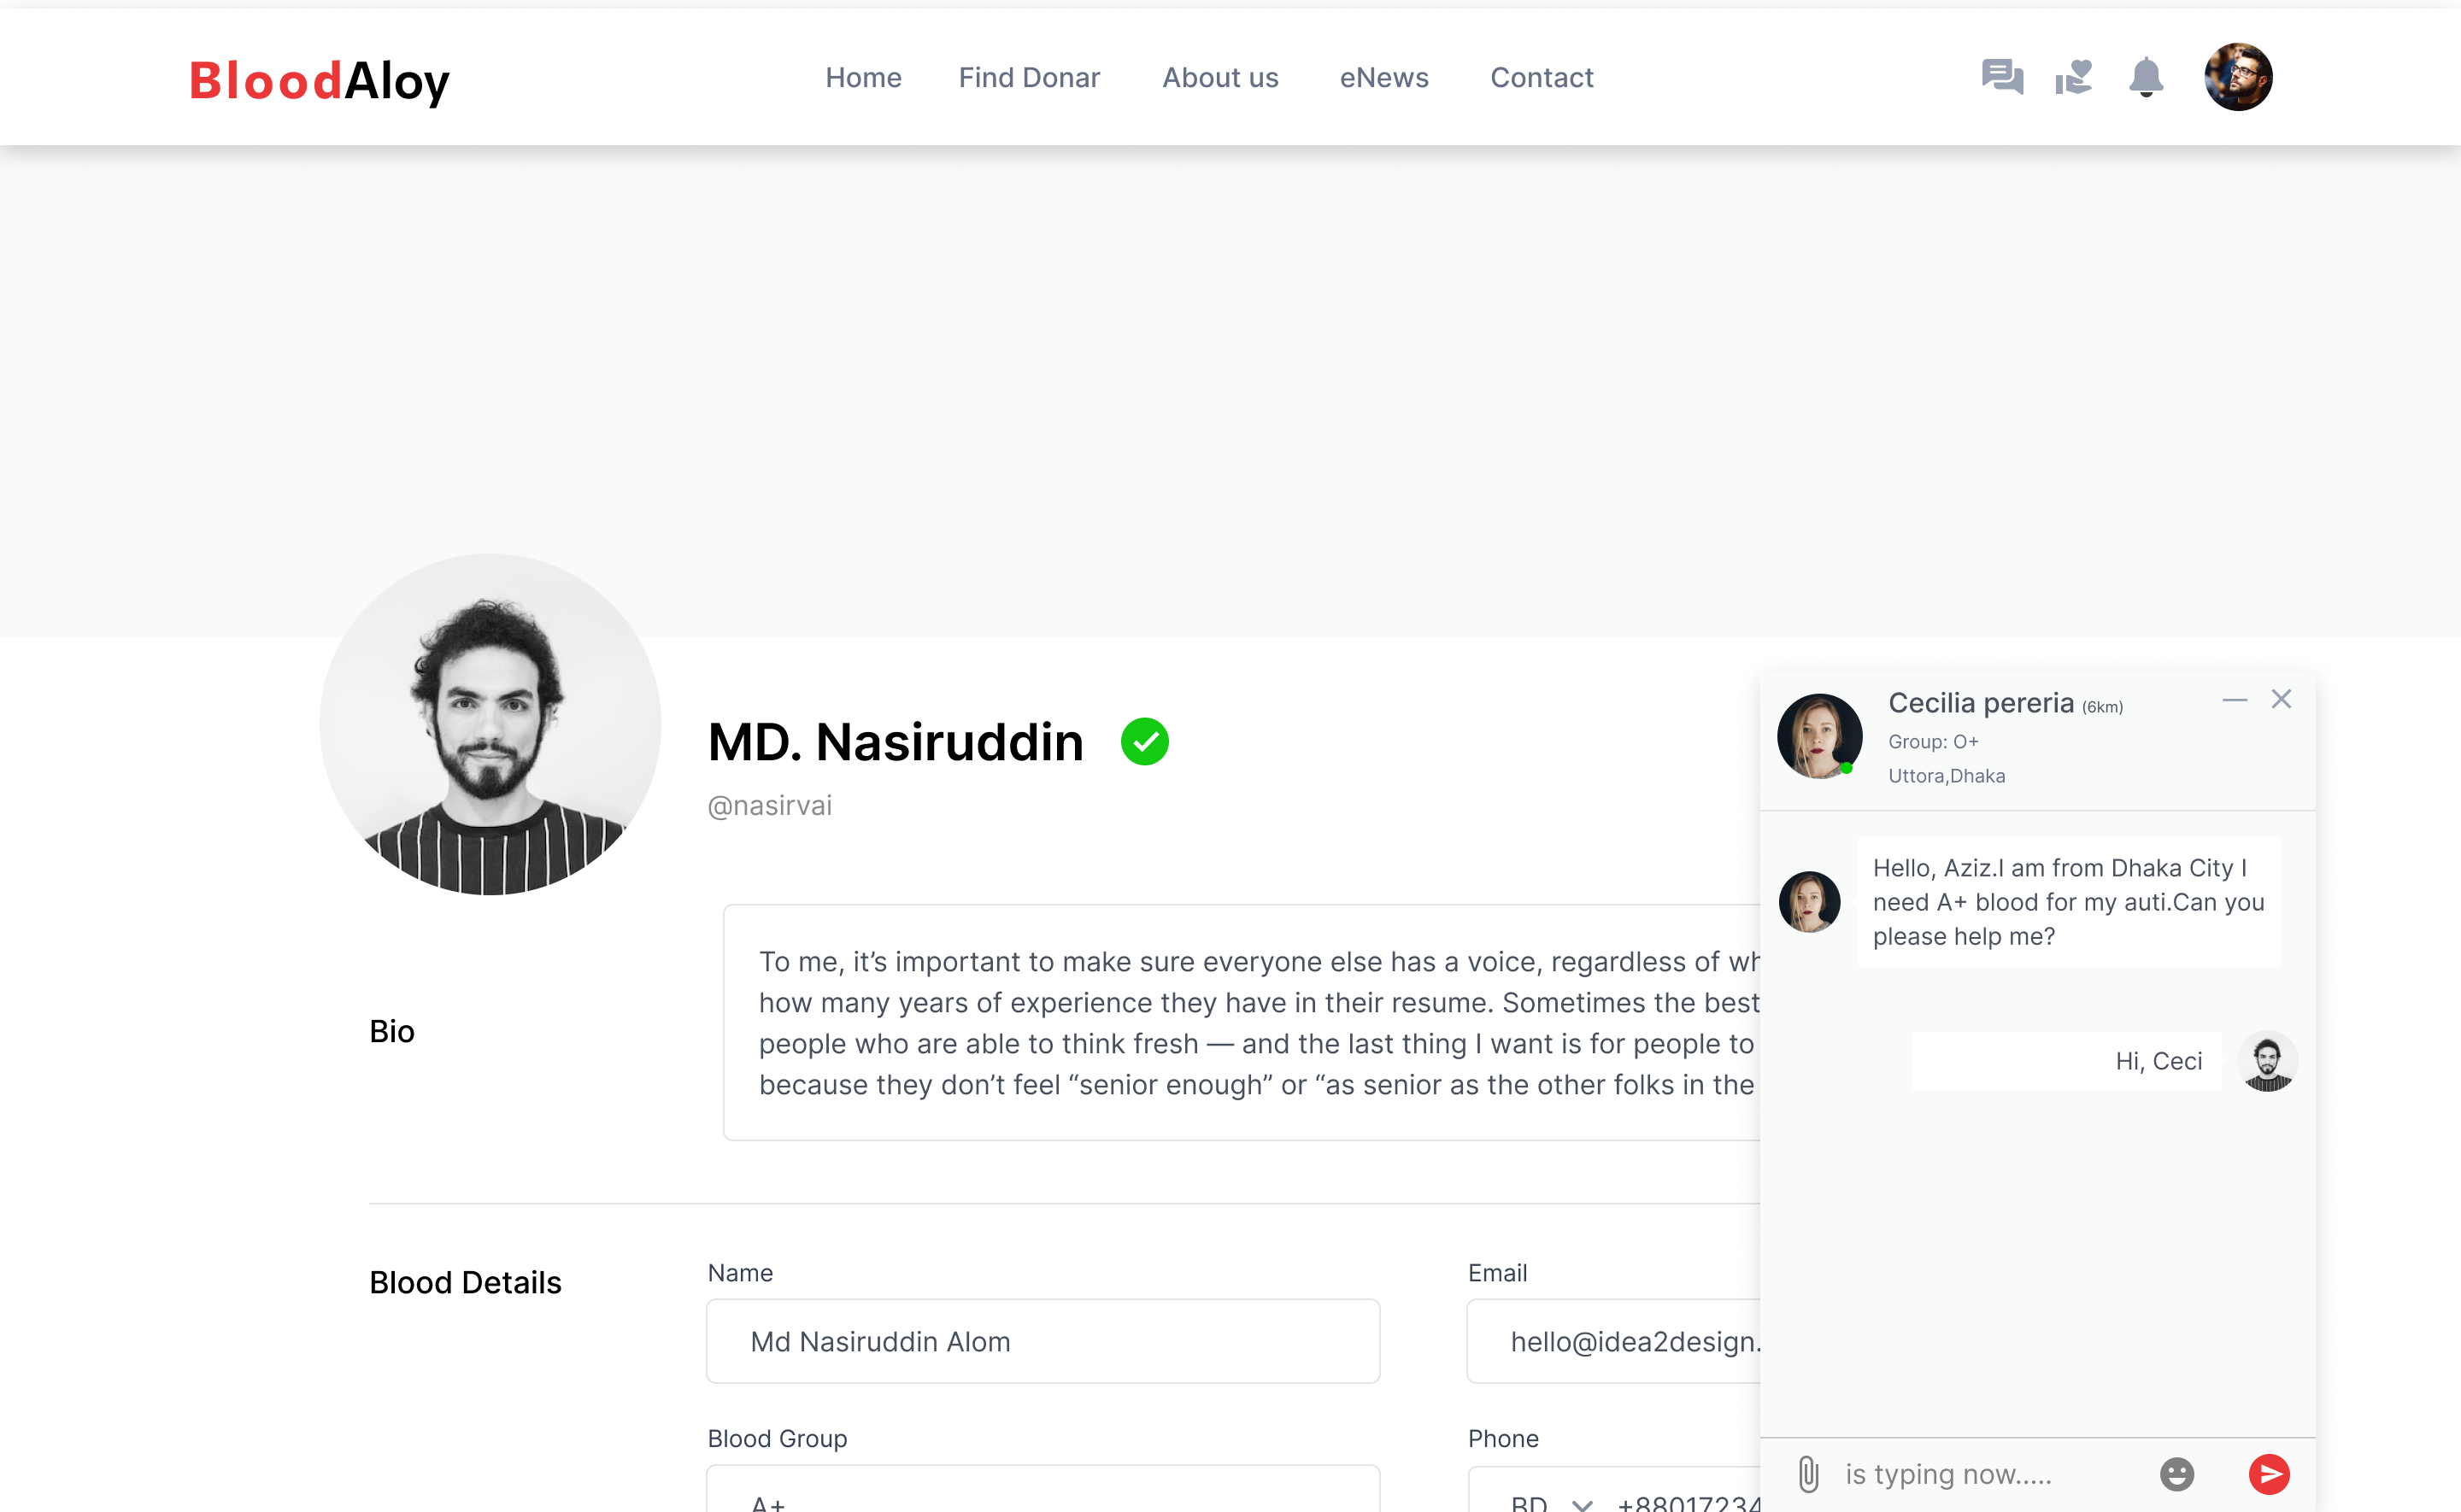 BloodAloy
Home
Find Donar
About us
eNews
Contact
MD. Nasiruddin
@nasirvai
Bio
To me, it’s important to make sure everyone else has a voice, regardless of
how many years of experience they have in their resume. Sometimes the best
people who are able to think fresh — and the last thing I want is for people to
because they don’t feel “senior enough” or “as senior as the other folks in the
Blood Details
Name
Md Nasiruddin Alom
Email
hello@idea2design.
Blood Group
A+
Phone
BD
+88017234
Cecilia pereria (6km)
Group: O+
Uttora,Dhaka
Hello, Aziz.I am from Dhaka City I
need A+ blood for my auti.Can you
please help me?
Hi, Ceci
is typing now.....